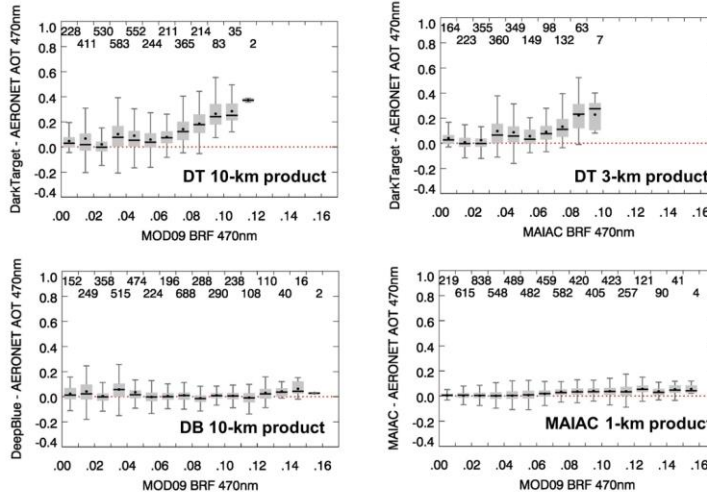 228 530 552 211 214 35
411 583 244 365 83 2
DarkTarget - AERONET AOT 470nm
1.0
0.8
0.6
0.4
0.2
0.0
-0.2
-0.4
DT 10-km product
.00 .02 .04 .06 .08 .10 .12 .14 .16
MOD09 BRF 470nm
164 355 349 98 63
223 360 149 132 7
DarkTarget - AERONET AOT 470nm
1.0
0.8
0.6
0.4
0.2
0.0
-0.2
-0.4
DT 3-km product
.00 .02 .04 .06 .08 .10 .12 .14 .16
MAIAC BRF 470nm
152 358 474 196 288 238 110 16
249 515 224 688 290 108 40 2
DeepBlue - AERONET AOT 470nm
1.0
0.8
0.6
0.4
0.2
0.0
-0.2
-0.4
DB 10-km product
.00 .02 .04 .06 .08 .10 .12 .14 .16
MOD09 BRF 470nm
219 838 489 459 420 423 121 41
615 548 482 582 405 257 90 4
MAIAC - AERONET AOT 470nm
1.0
0.8
0.6
0.4
0.2
0.0
-0.2
-0.4
MAIAC 1-km product
.00 .02 .04 .06 .08 .10 .12 .14 .16
MOD09 BRF 470nm